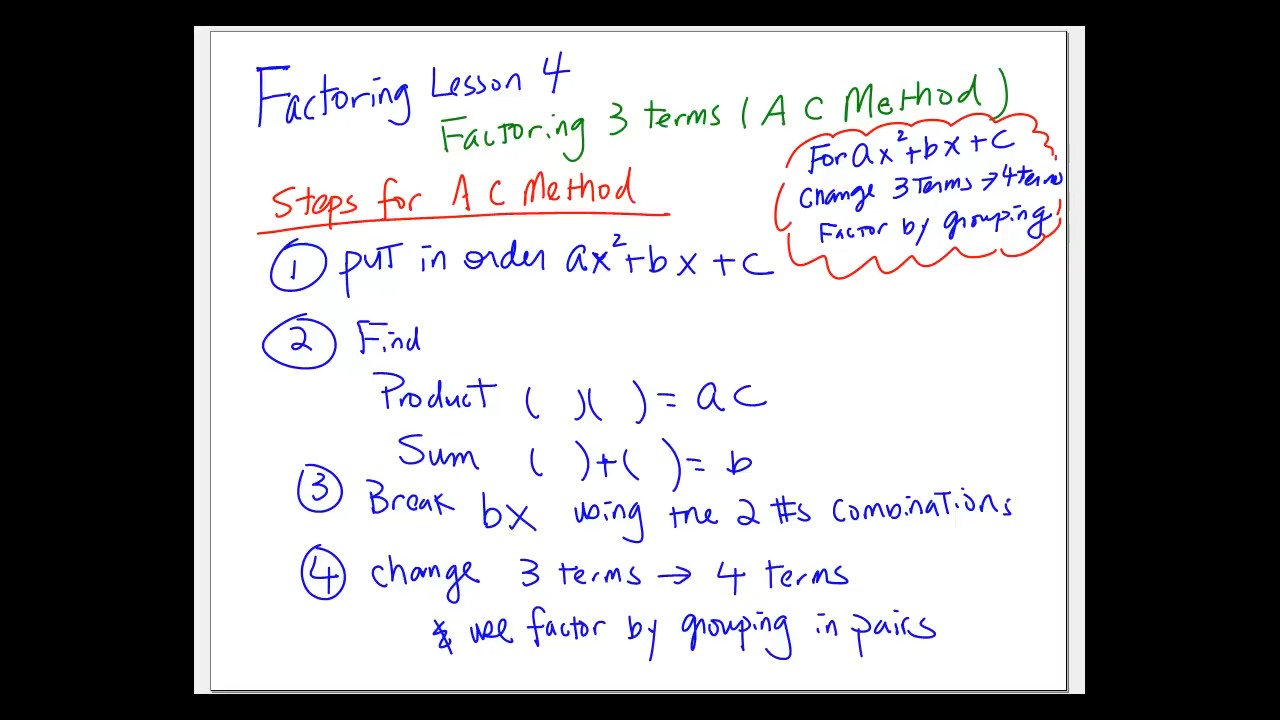 Factoring Lesson 4
Factoring 3 terms (AC Method)
For ax²+bx+c
Change 3 Terms → 4 terms
Factor by grouping
Steps for AC Method
① put in order ax²+bx+c
② Find
Product ( )( ) = ac
Sum ( )+( ) = b
③ Break bx using the 2 #s combinations
④ change 3 terms → 4 terms
* use factor by grouping in pairs